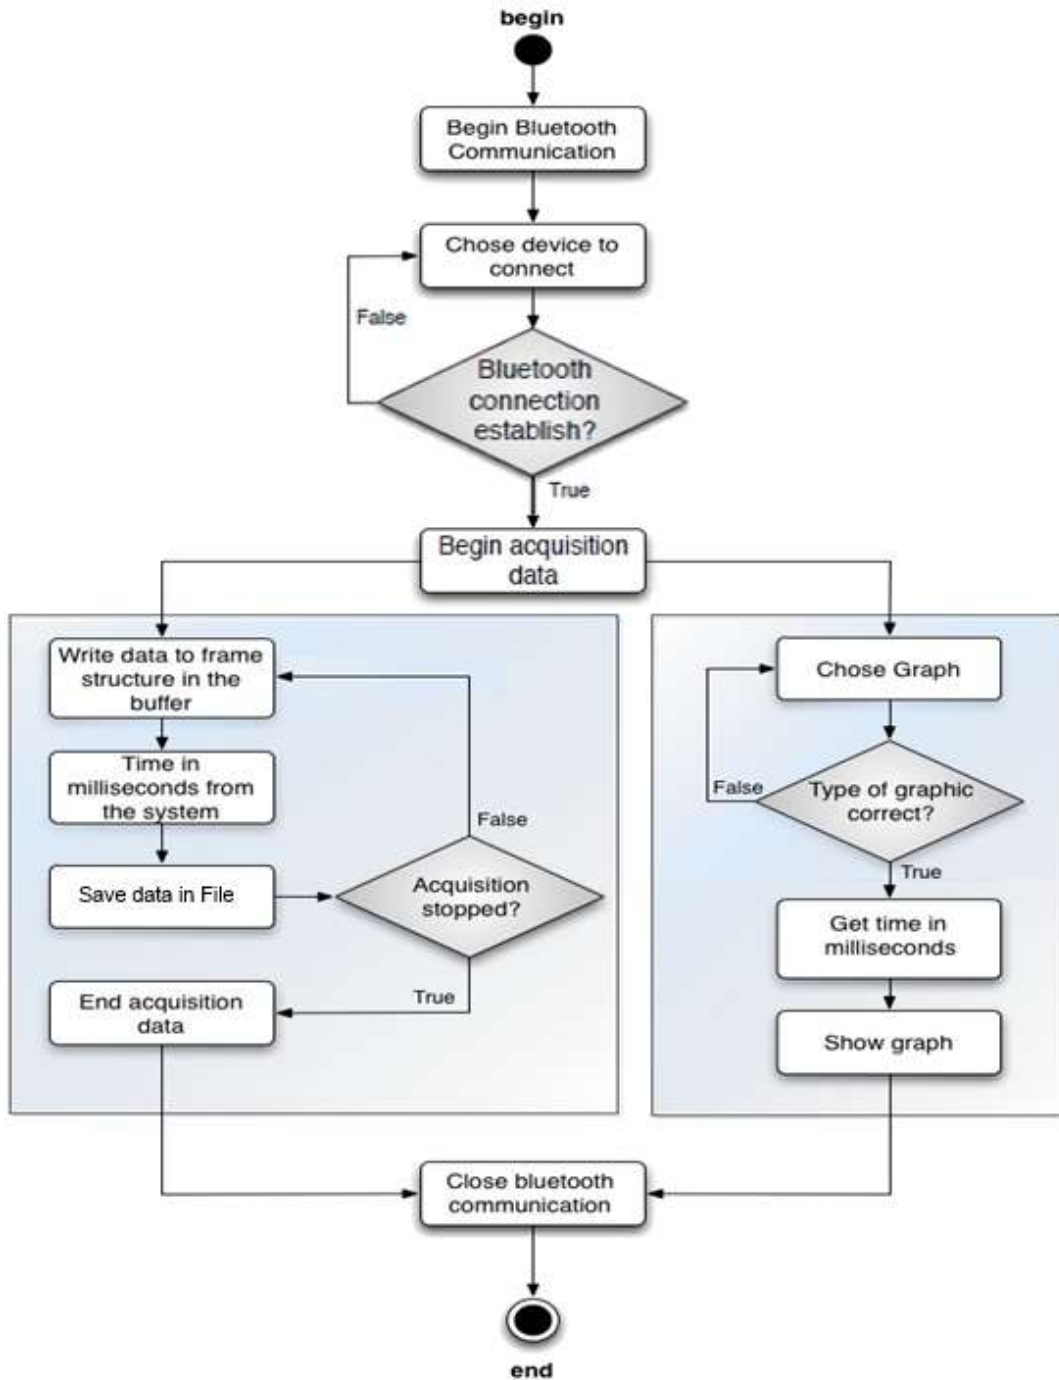 begin
Begin Bluetooth
Communication
Chose device to
connect
False
Bluetooth
connection
establish?
True
Begin acquisition
data
Write data to frame
structure in the
buffer
Time in
milliseconds from
the system
Save data in File
False
Acquisition
stopped?
True
End acquisition
data
Chose Graph
False
Type of graphic
correct?
True
Get time in
milliseconds
Show graph
Close bluetooth
communication
end